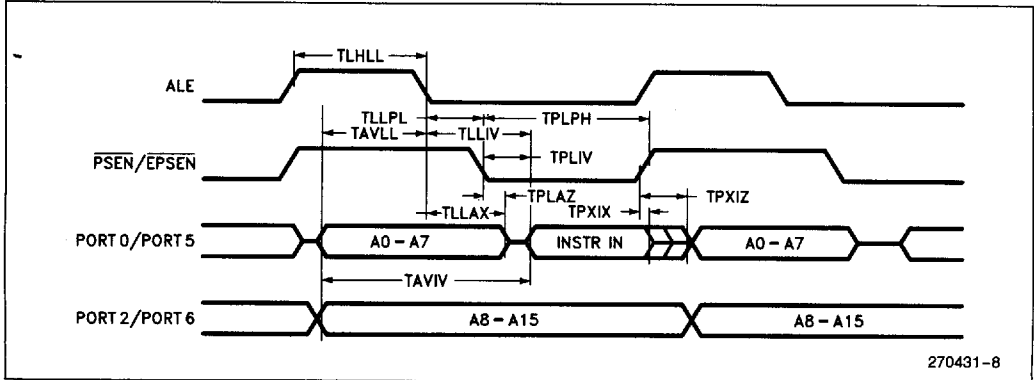 TLHLL
ALE
TLLPL
TPLPH
TAVLL
TLLIV
PSEN/EPSEN
TPLIV
TPLAZ
TPXIZ
TLLAX
TPXIX
PORT 0/PORT 5
A0-A7
INSTR IN
A0-A7
TAVIV
PORT 2/PORT 6
A8-A15
A8-A15
270431-8